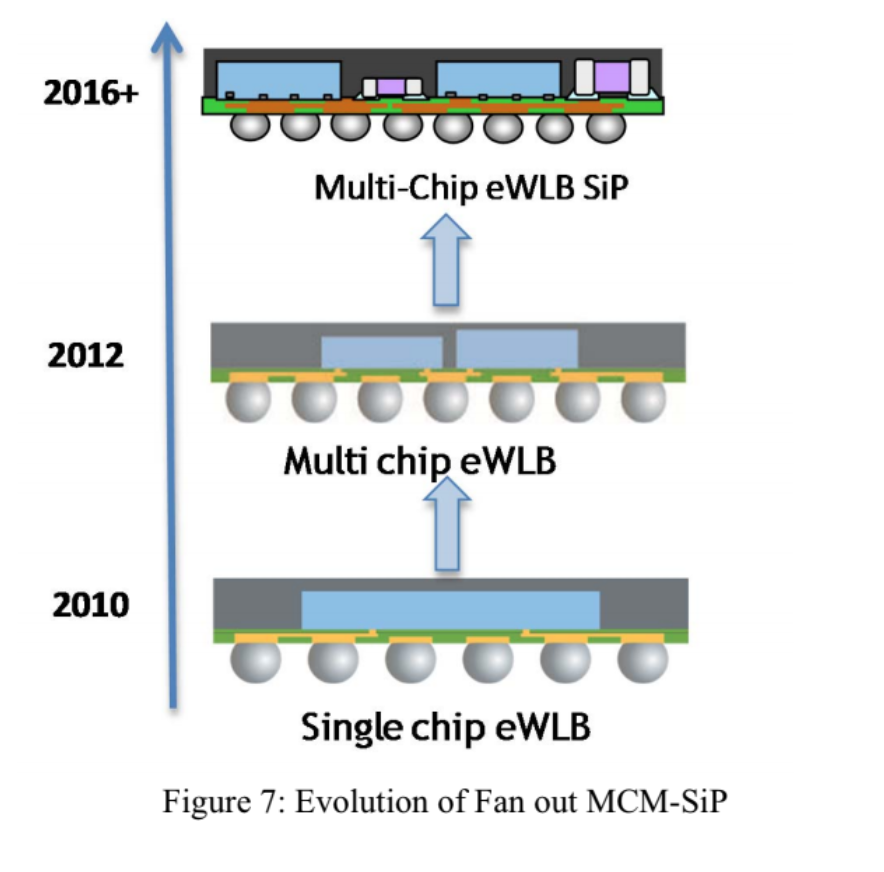 2016+
Multi-Chip eWLB SiP
2012
Multi chip eWLB
2010
Single chip eWLB
Figure 7: Evolution of Fan out MCM-SiP